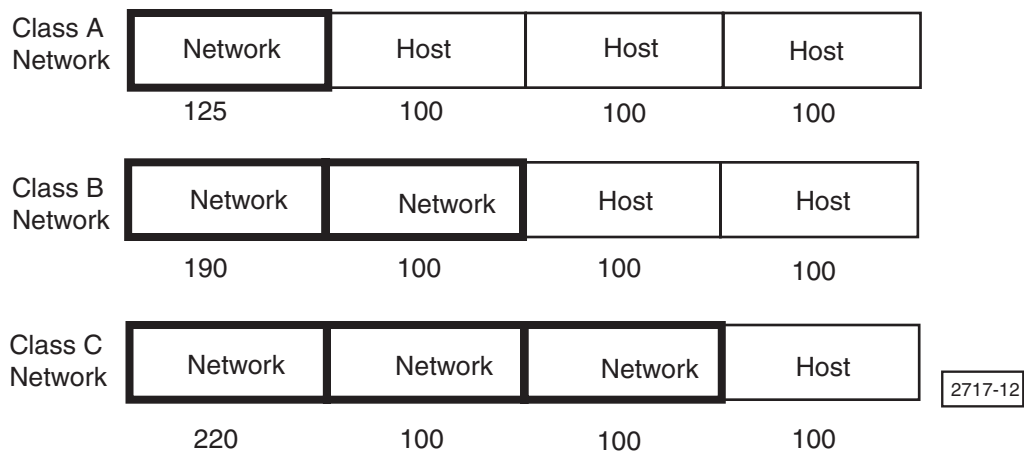 Class A
Network
Network Host Host Host
125 100 100 100
Class B
Network
Network Network Host Host
190 100 100 100
Class C
Network
Network Network Network Host
2717-12
220 100 100 100